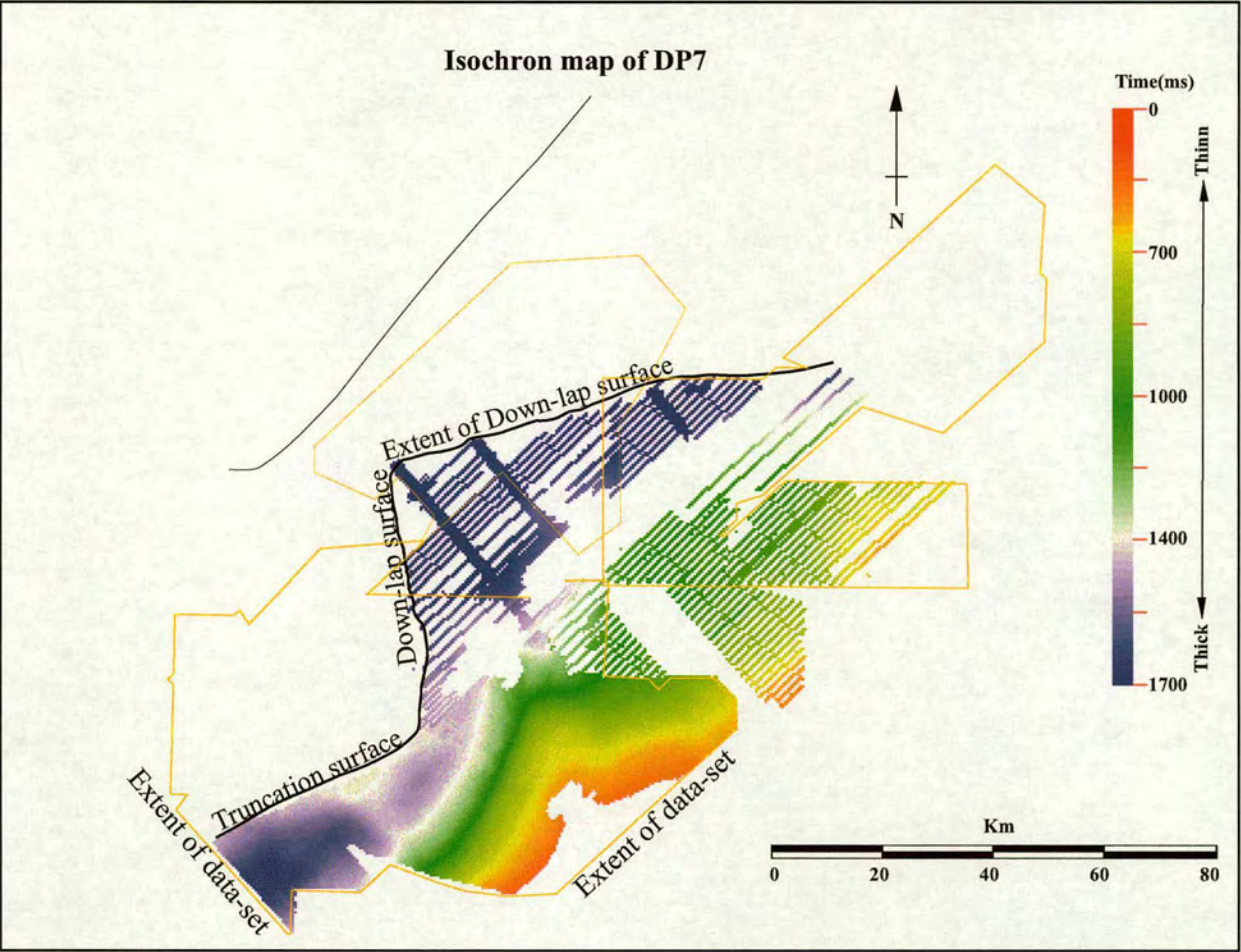 Isochron map of DP7
Time(ms)
0
Thinn
700
N
1000
Extent of Down-lap surface
.Down-lap surface
1400
Thick
1700
Truncation surface
Extent of data-set
Extent of data-set
Km
0 20 40 60 80